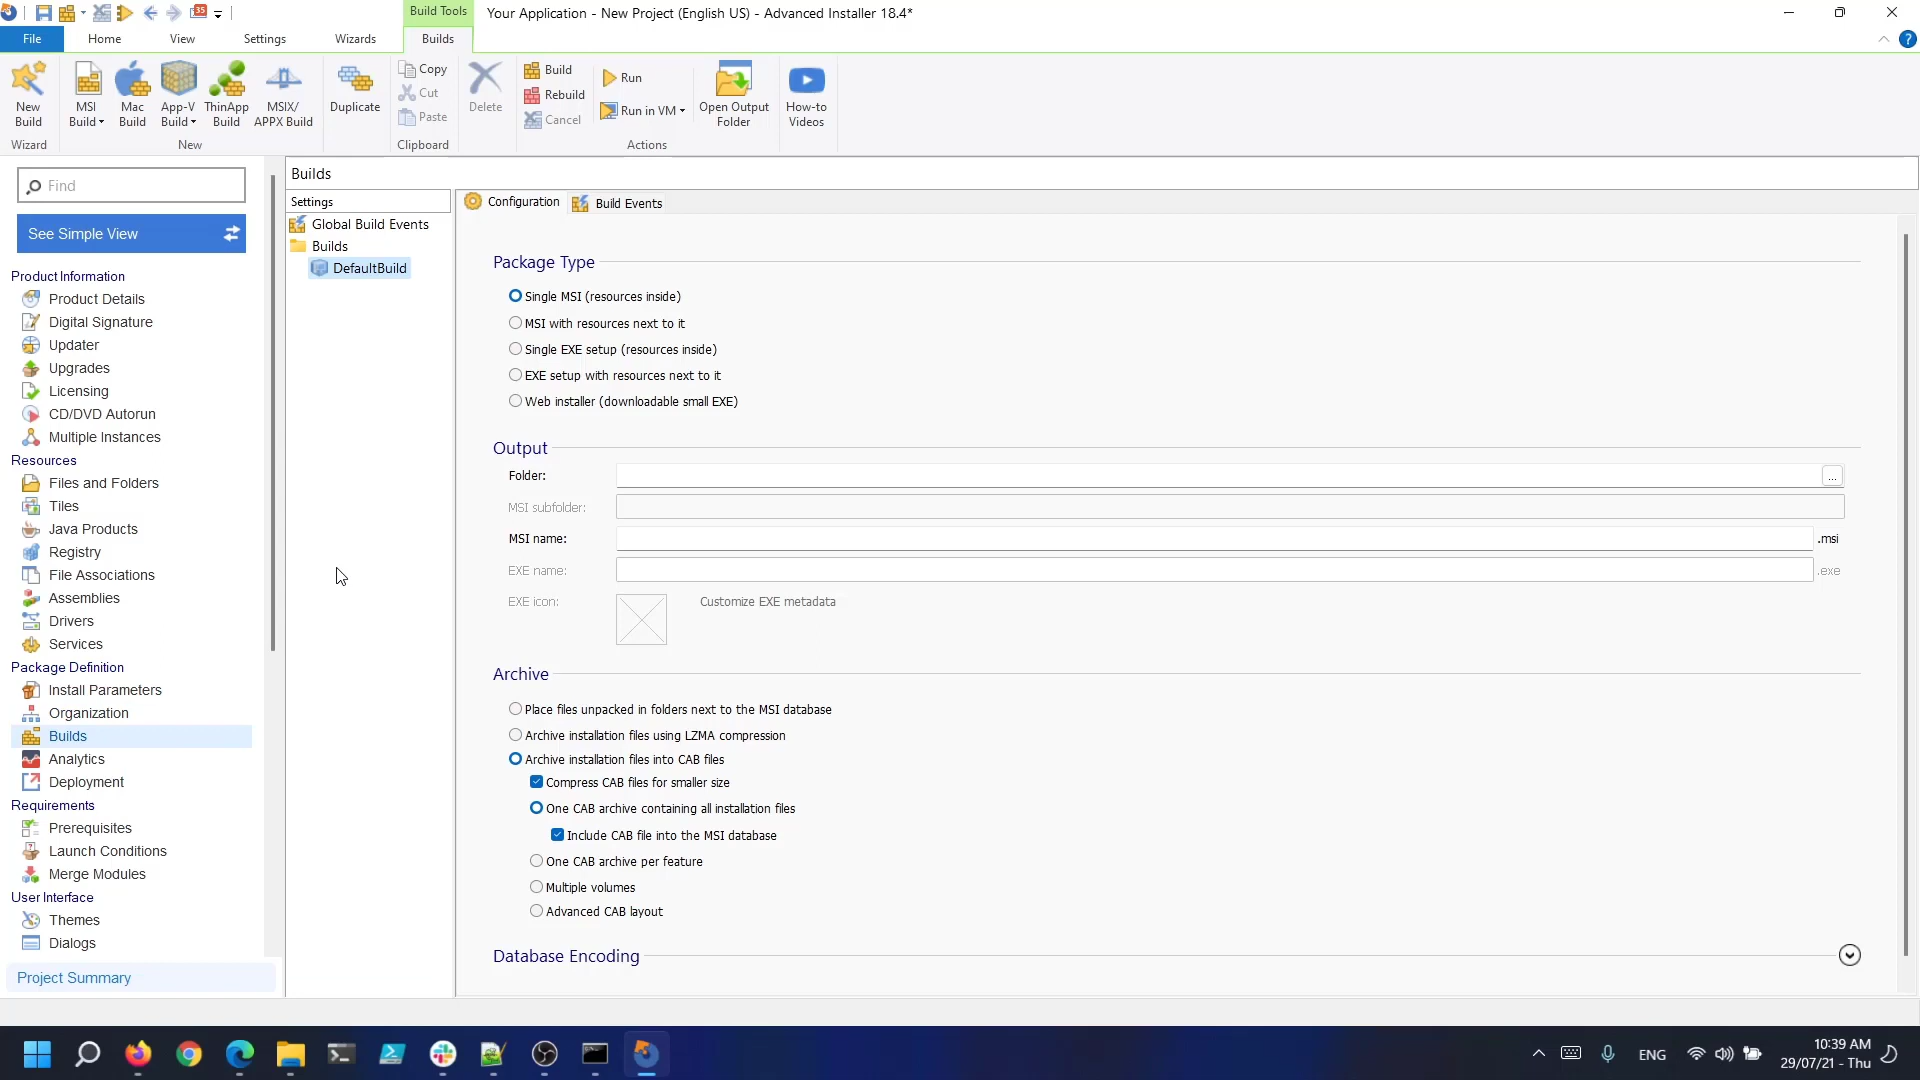 35
Build Tools
Your Application - New Project (English US) - Advanced Installer 18.4*
File
Home
View
Settings
Wizards
Builds
?
New
Build
Wizard
MSI
Build
Mac
Build
App-V
Build
ThinApp
Build
MSIX/
APPX Build
New
Duplicate
Copy
Cut
Paste
Clipboard
Delete
Build
Rebuild
Cancel
Run
Run in VM
Actions
Open Output
Folder
How-to
Videos
Find
See Simple View
Product Information
Product Details
Digital Signature
Updater
Upgrades
Licensing
CD/DVD Autorun
Multiple Instances
Resources
Files and Folders
Tiles
Java Products
Registry
File Associations
Assemblies
Drivers
Services
Package Definition
Install Parameters
Organization
Builds
Analytics
Deployment
Requirements
Prerequisites
Launch Conditions
Merge Modules
User Interface
Themes
Dialogs
Project Summary
Builds
Settings
Global Build Events
Builds
DefaultBuild
Configuration
Build Events
Package Type
Single MSI (resources inside)
MSI with resources next to it
Single EXE setup (resources inside)
EXE setup with resources next to it
Web installer (downloadable small EXE)
Output
Folder:
...
MSI subfolder:
MSI name:
.msi
EXE name:
.exe
EXE icon:
Customize EXE metadata
Archive
Place files unpacked in folders next to the MSI database
Archive installation files using LZMA compression
Archive installation files into CAB files
Compress CAB files for smaller size
One CAB archive containing all installation files
Include CAB file into the MSI database
One CAB archive per feature
Multiple volumes
Advanced CAB layout
Database Encoding
ENG
10:39 AM
29/07/21 - Thu